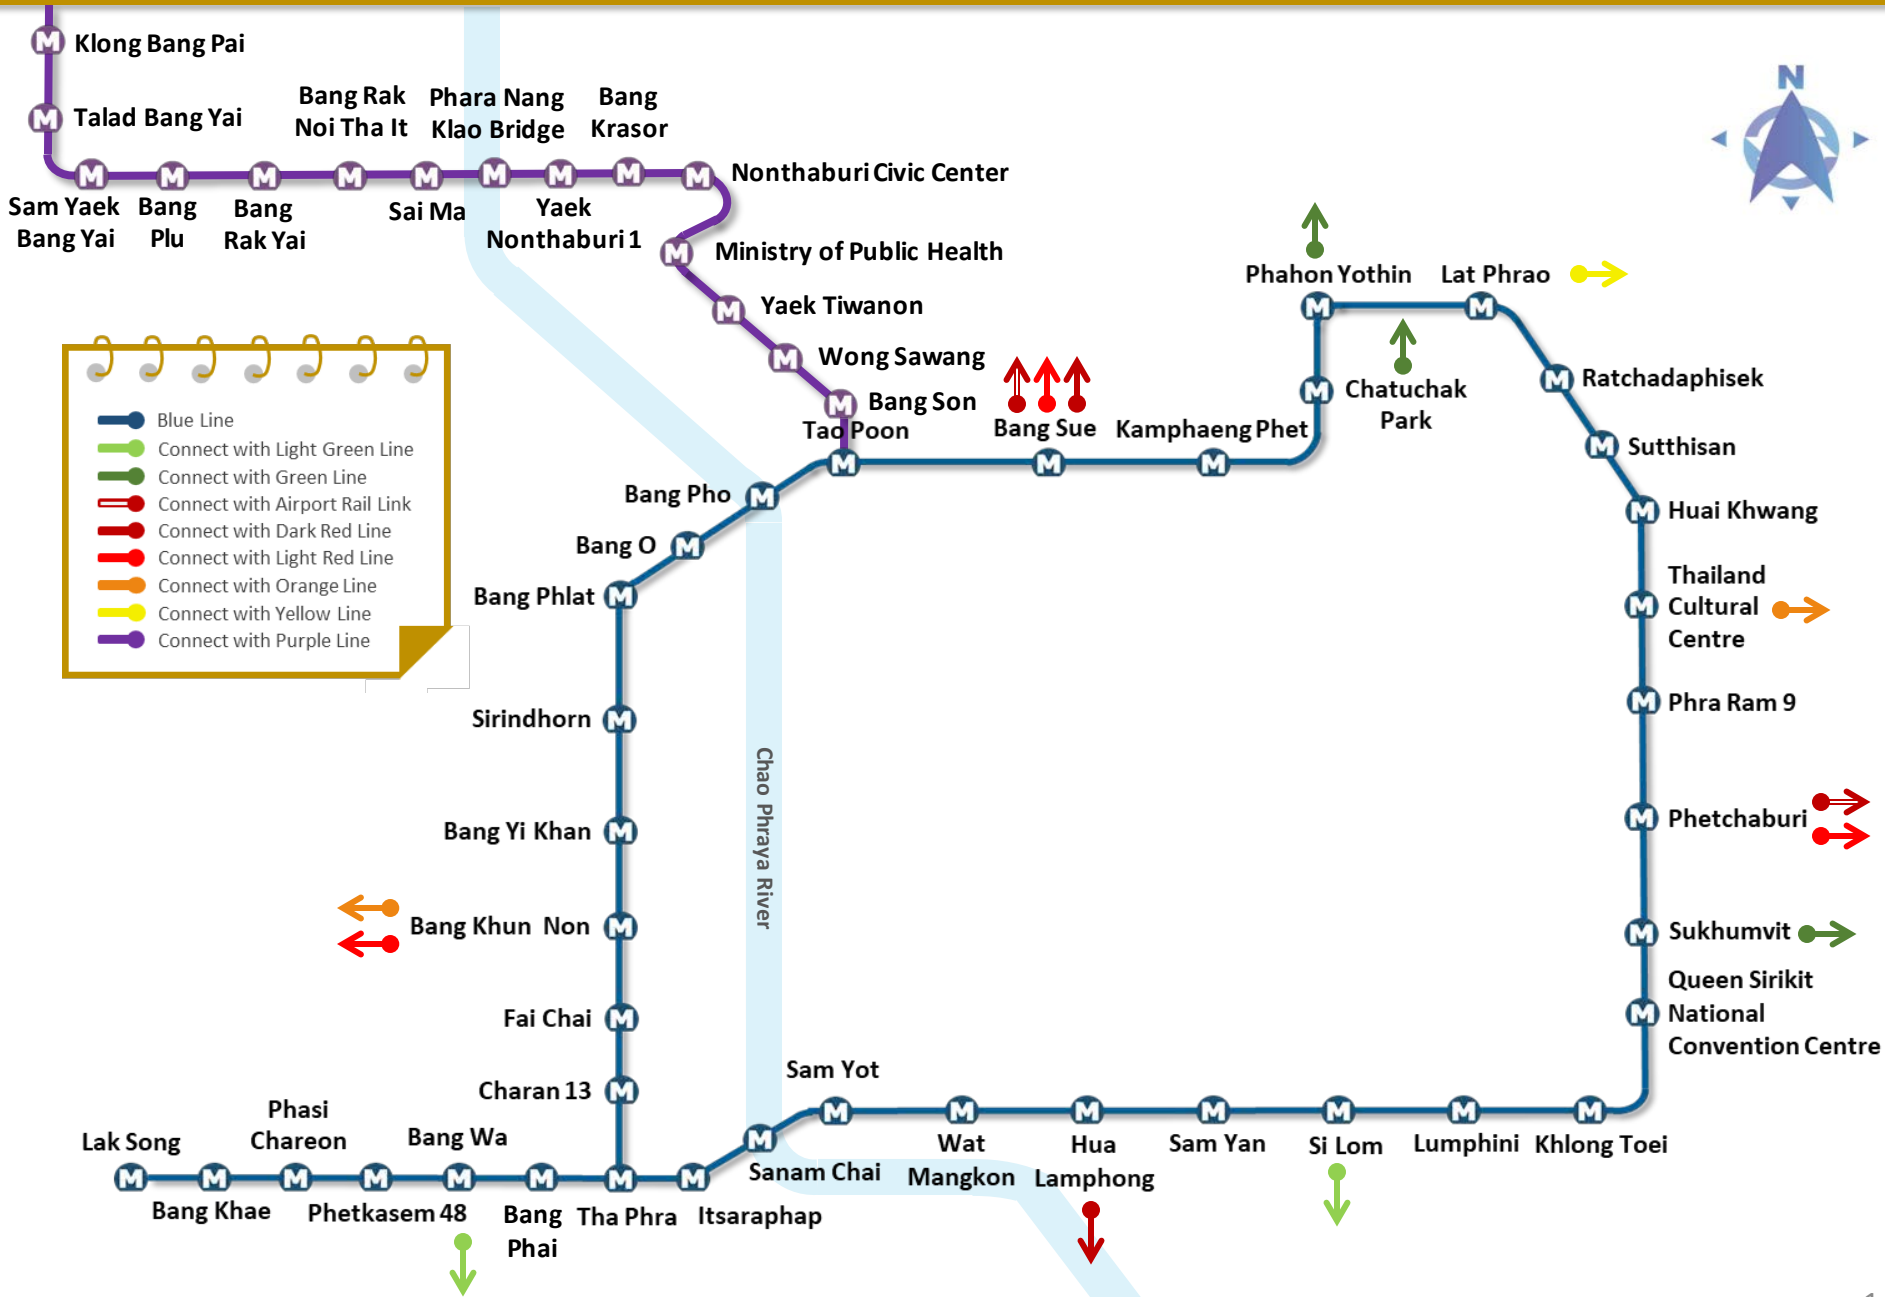 Klong Bang Pai
Talad Bang Yai
Sam Yaek
Bang Yai
Bang
Plu
Bang
Rak Yai
Bang Rak
Noi Tha It
Sai Ma
Phara Nang
Klao Bridge
Yaek
Nonthaburi 1
Bang
Krasor
Nonthaburi Civic Center
Ministry of Public Health
Yaek Tiwanon
Wong Sawang
Bang Son
Tao Poon
Bang Sue
Kamphaeng Phet
Chatuchak
Park
Phahon Yothin
Lat Phrao
N
Ratchadaphisek
Sutthisan
Huai Khwang
Thailand
Cultural
Centre
Phra Ram 9
Phetchaburi
Sukhumvit
Queen Sirikit
National
Convention Centre
Khlong Toei
Lumphini
Si Lom
Sam Yan
Hua
Lamphong
Wat
Mangkon
Sam Yot
Sanam Chai
Itsaraphap
Tha Phra
Bang
Phai
Bang Wa
Phetkasem 48
Phasi
Chareon
Bang Khae
Lak Song
Charan 13
Fai Chai
Bang Khun Non
Bang Yi Khan
Sirindhorn
Bang Phlat
Bang O
Bang Pho
Chao Phraya River
Blue Line
Connect with Light Green Line
Connect with Green Line
Connect with Airport Rail Link
Connect with Dark Red Line
Connect with Light Red Line
Connect with Orange Line
Connect with Yellow Line
Connect with Purple Line